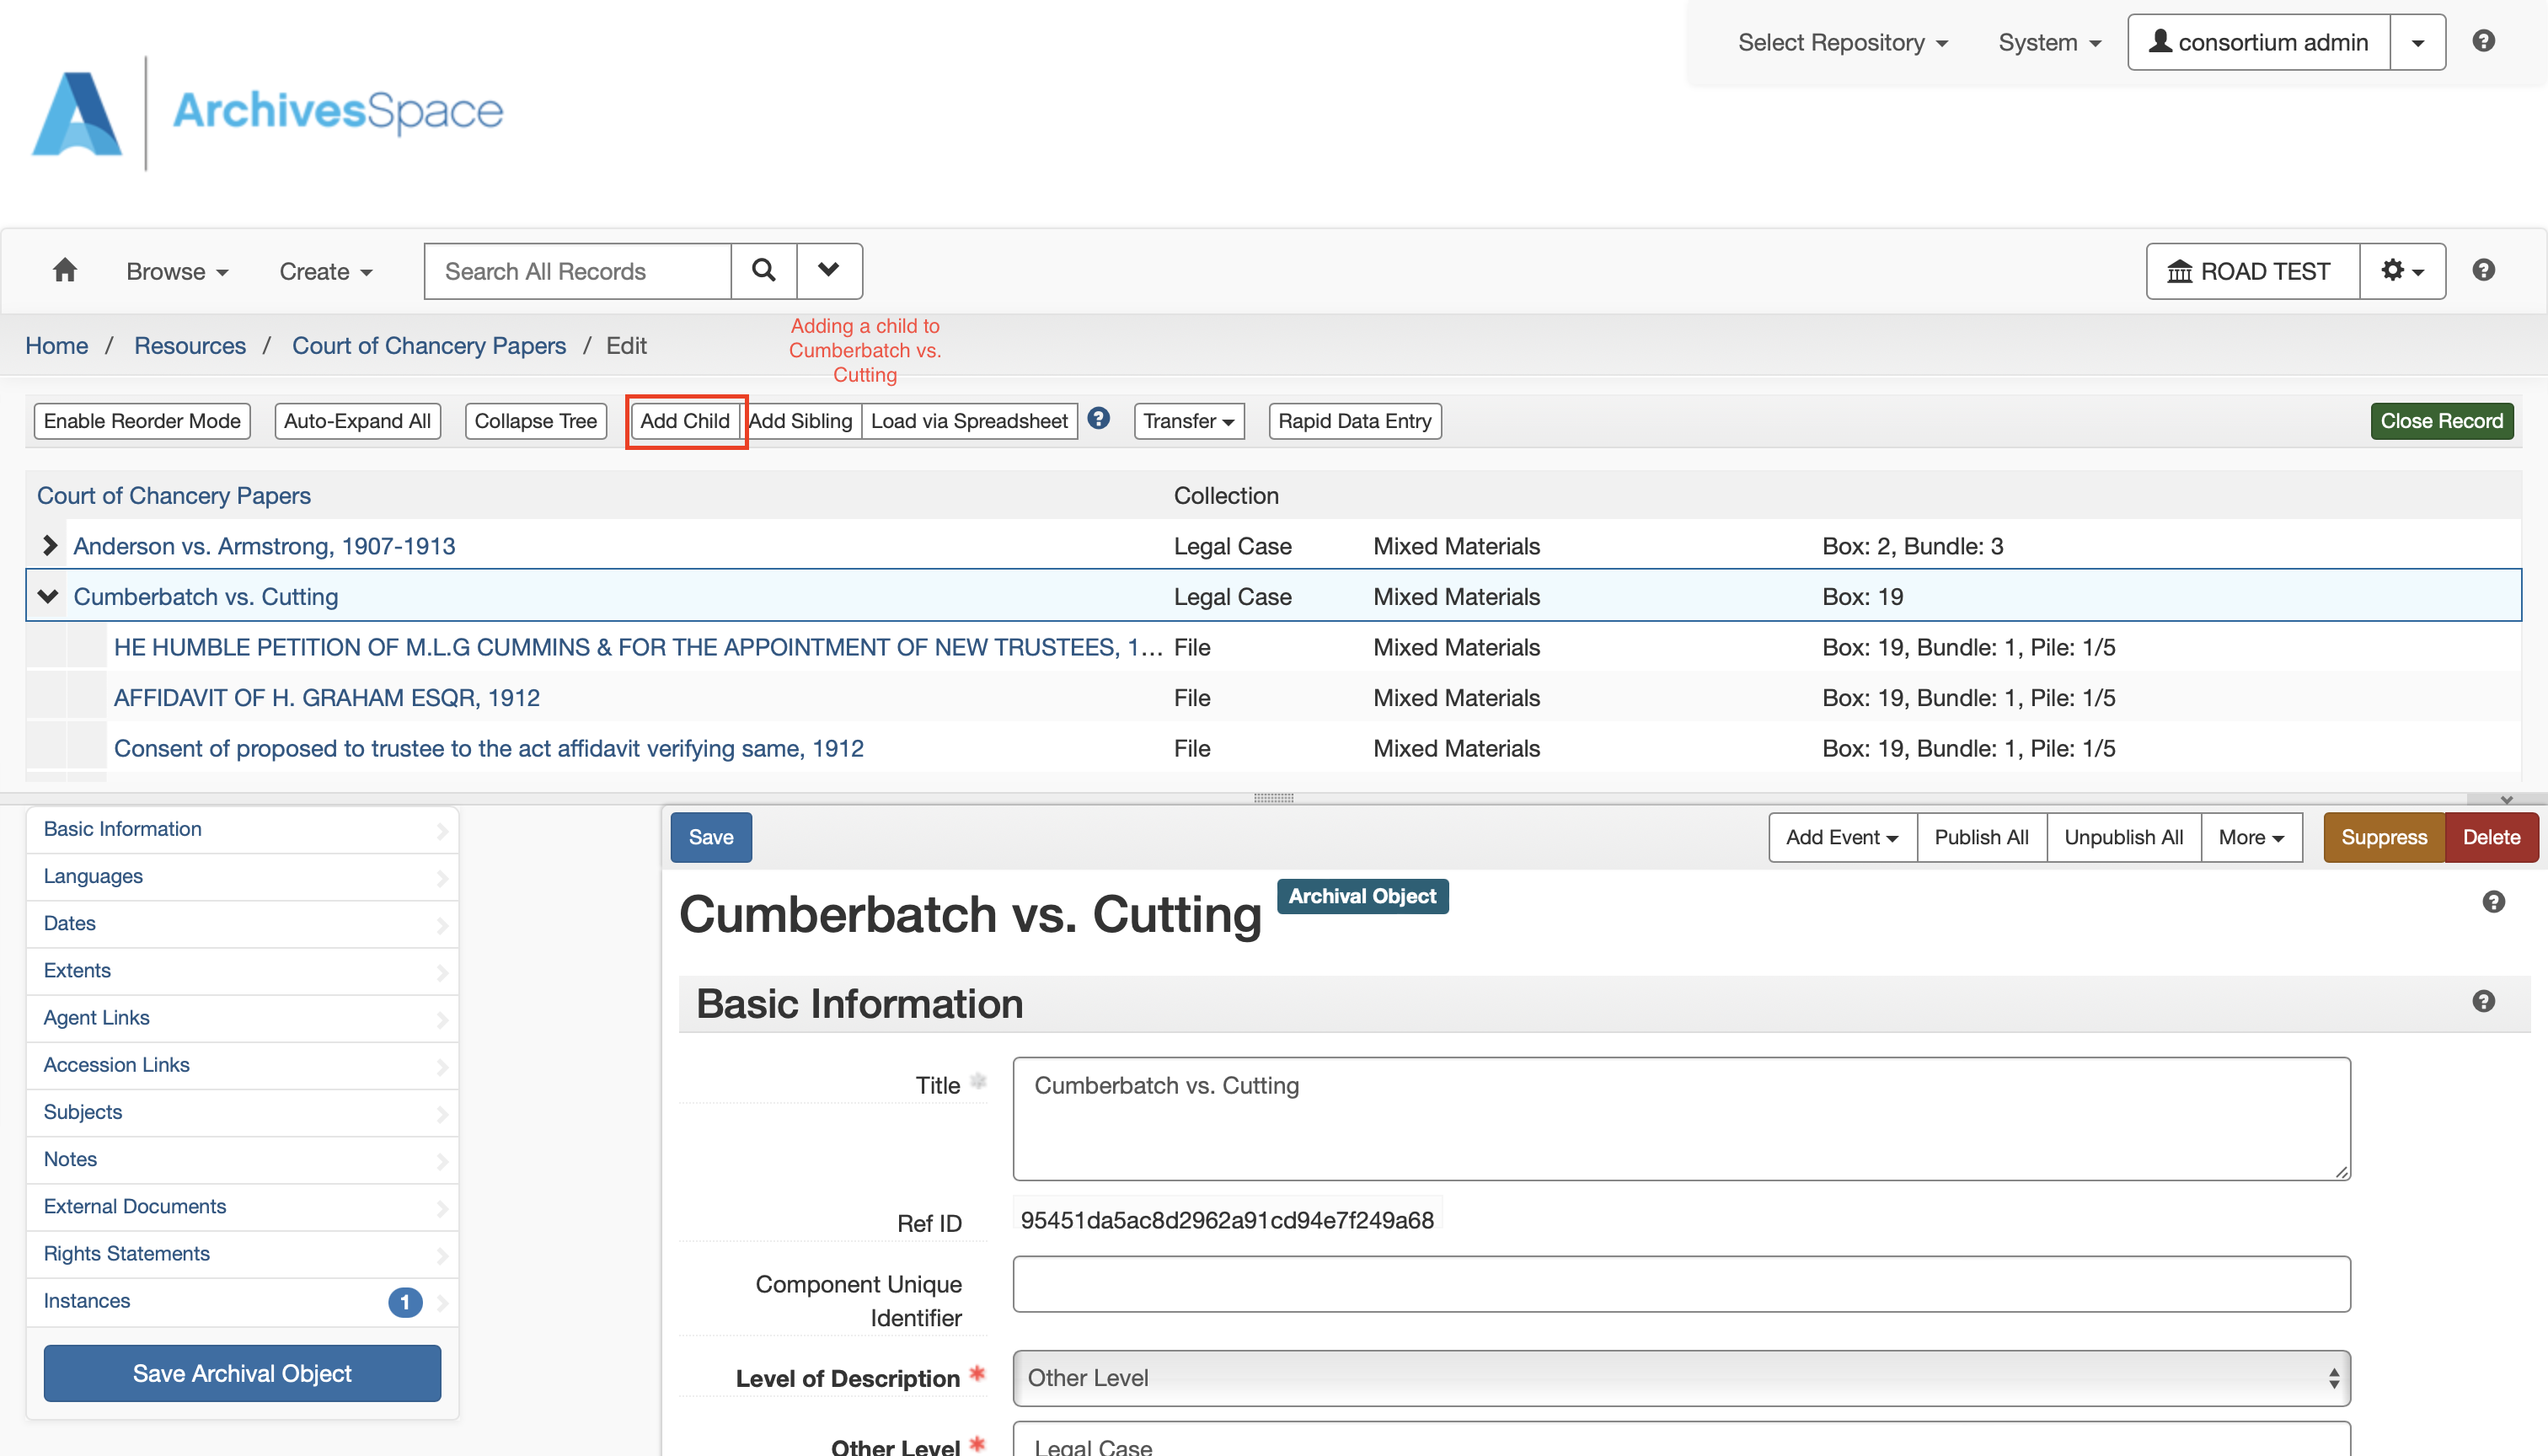 Select Repository System consortium admin
ArchivesSpace
Browse Create Search All Records ROAD TEST
Home / Resources / Court of Chancery Papers / Edit
Adding a child to
Cumberbatch vs.
Cutting
Enable Reorder Mode Auto-Expand All Collapse Tree Add Child Add Sibling Load via Spreadsheet Transfer Rapid Data Entry Close Record
Court of Chancery Papers Collection
Anderson vs. Armstrong, 1907-1913 Legal Case Mixed Materials Box: 2, Bundle: 3
Cumberbatch vs. Cutting Legal Case Mixed Materials Box: 19
HE HUMBLE PETITION OF M.L.G CUMMINS & FOR THE APPOINTMENT OF NEW TRUSTEES, 1... File Mixed Materials Box: 19, Bundle: 1, Pile: 1/5
AFFIDAVIT OF H. GRAHAM ESQR, 1912 File Mixed Materials Box: 19, Bundle: 1, Pile: 1/5
Consent of proposed to trustee to the act affidavit verifying same, 1912 File Mixed Materials Box: 19, Bundle: 1, Pile: 1/5
Basic Information
Languages
Dates
Extents
Agent Links
Accession Links
Subjects
Notes
External Documents
Rights Statements
Instances 1
Save Archival Object
Save Add Event Publish All Unpublish All More Suppress Delete
Cumberbatch vs. Cutting Archival Object
Basic Information
Title Cumberbatch vs. Cutting
Ref ID 95451da5ac8d2962a91cd94e7f249a68
Component Unique
Identifier
Level of Description * Other Level
Other Level * Legal Case